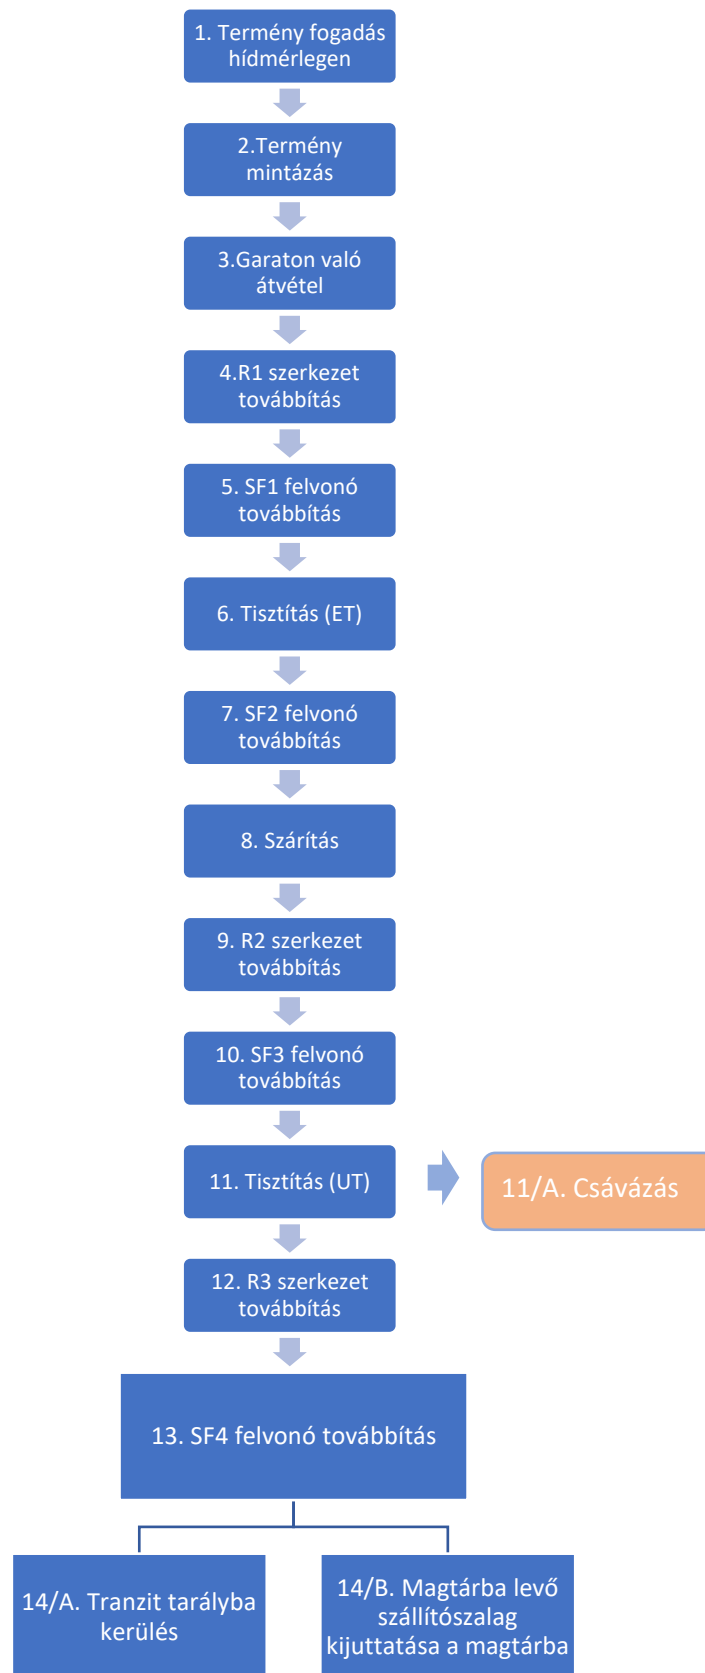 1. Termény fogadás
hídmérlegen
2.Termény
mintázás
3.Garaton való
átvétel
4.R1 szerkezet
továbbítás
5. SF1 felvonó
továbbítás
6. Tisztítás (ET)
7. SF2 felvonó
továbbítás
8. Szárítás
9. R2 szerkezet
továbbítás
10. SF3 felvonó
továbbítás
11. Tisztítás (UT)
11/A. Csávázás
12. R3 szerkezet
továbbítás
13. SF4 felvonó továbbítás
14/A. Tranzit tarályba
kerülés
14/B. Magtárba levő
szállítószalag
kijuttatása a magtárba